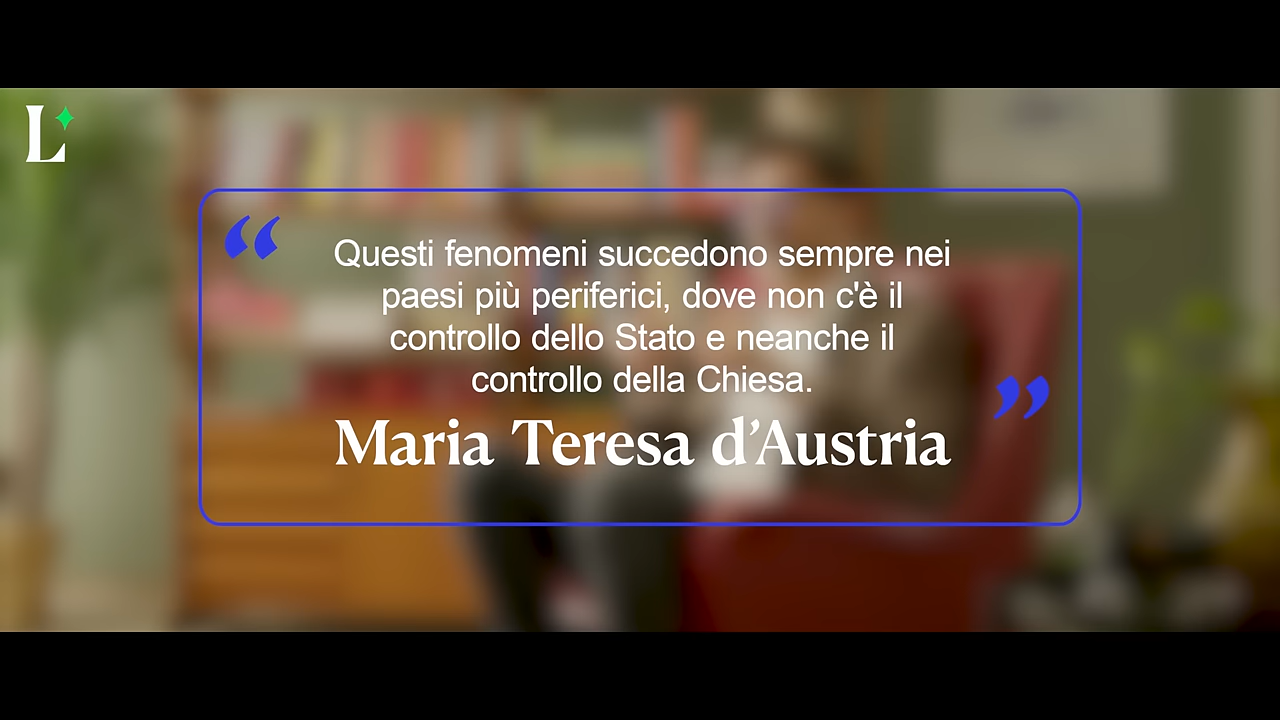 L
“Questi fenomeni succedono sempre nei
paesi più periferici, dove non c'è il
controllo dello Stato e neanche il
controllo della Chiesa.”
Maria Teresa d’Austria